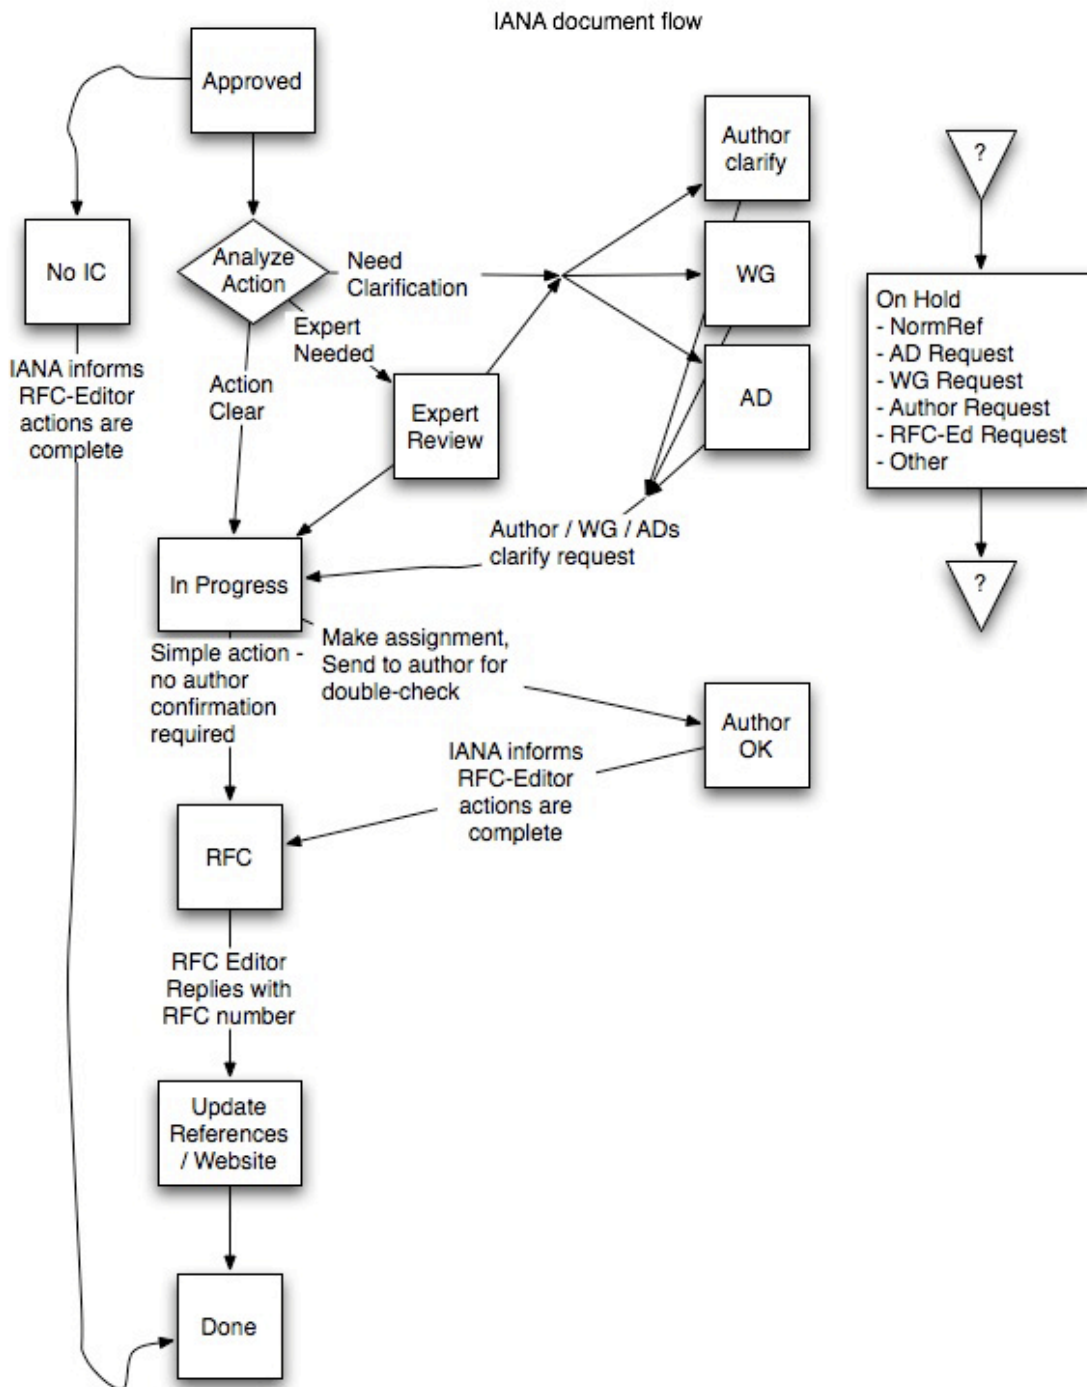 IANA document flow
Approved
Author
clarify
?
No IC
Analyze
Action
Need
Clarification
WG
On Hold
- NormRef
- AD Request
- WG Request
- Author Request
- RFC-Ed Request
- Other
Expert
Needed
IANA informs
RFC-Editor
actions are
complete
Action
Clear
Expert
Review
AD
Author / WG / ADs
clarify request
In Progress
?
Simple action -
no author
confirmation
required
Make assignment,
Send to author for
double-check
Author
OK
IANA informs
RFC-Editor
actions are
complete
RFC
RFC Editor
Replies with
RFC number
Update
References
/ Website
Done